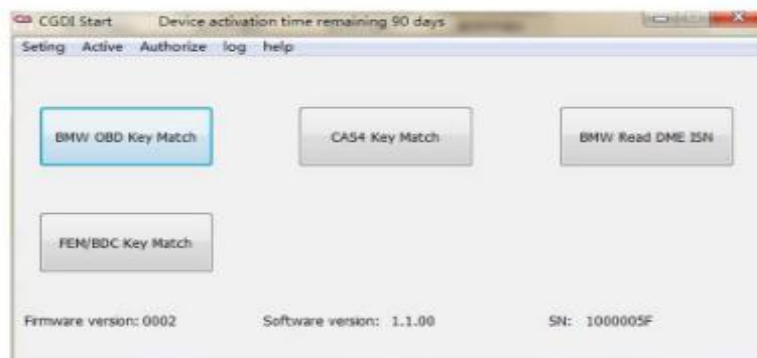 CGDI Start Device activation time remaining 90 days
Seting Active Authorize log help
BMW OBD Key Match CAS4 Key Match BMW Read DME ISN
FEM/BDC Key Match
Firmware version: 0002 Software version: 1.1.00 SN: 1000005F